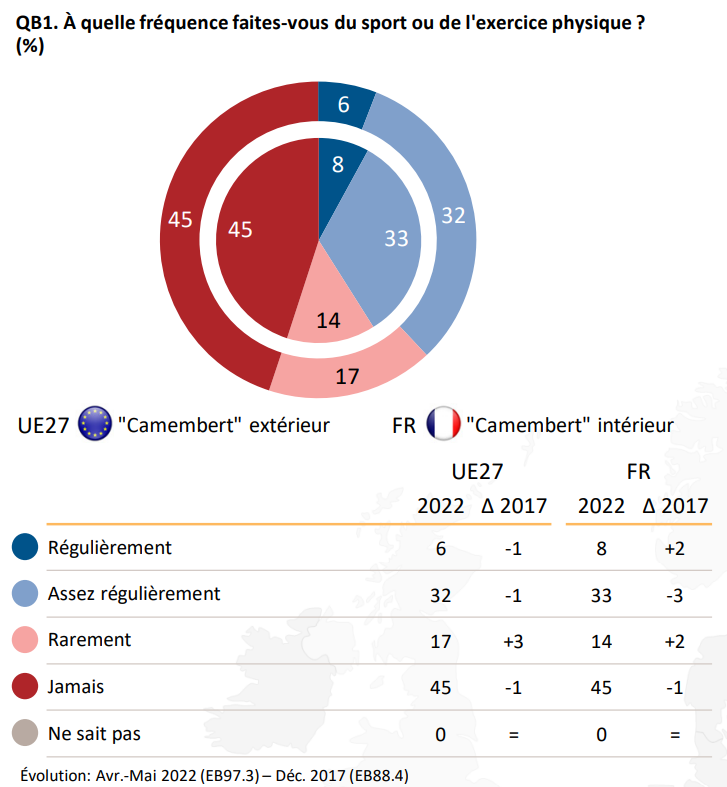 QB1. À quelle fréquence faites-vous du sport ou de l'exercice physique ?
(%)
6
8
45
45
33
32
14
17
UE27 "Camembert" extérieur FR "Camembert" intérieur
UE27 FR
2022 Δ 2017 2022 Δ 2017
Régulièrement 6 -1 8 +2
Assez régulièrement 32 -1 33 -3
Rarement 17 +3 14 +2
Jamais 45 -1 45 -1
Ne sait pas 0 = 0 =
Évolution: Avr.-Mai 2022 (EB97.3) – Déc. 2017 (EB88.4)